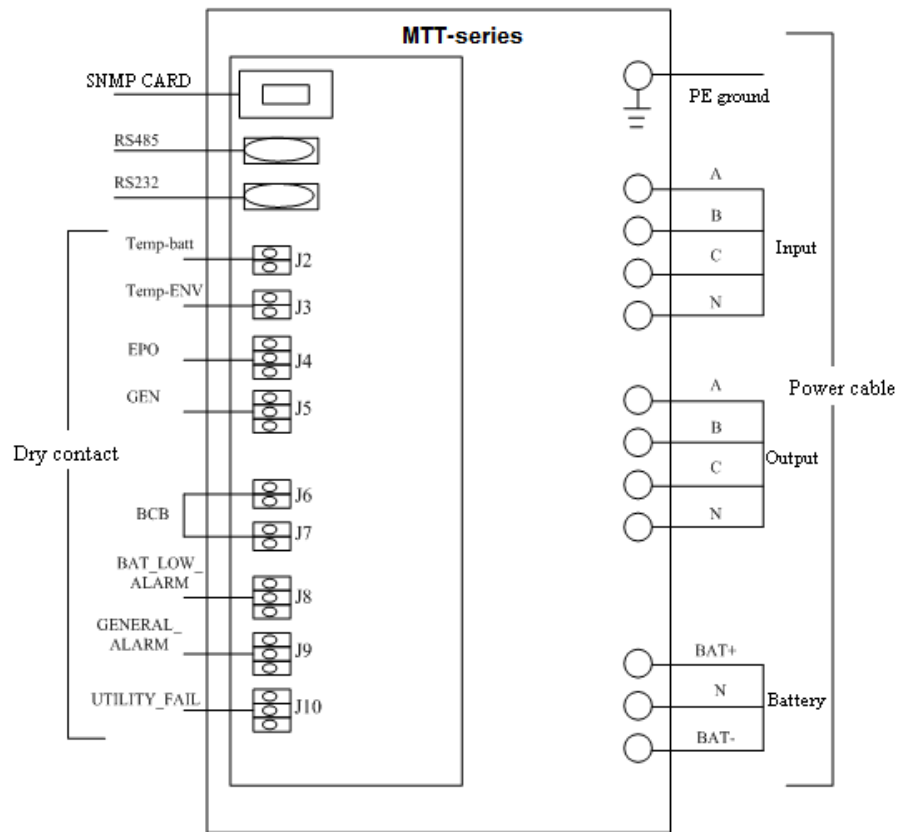 MTT-series
SNMP CARD
RS485
RS232
Temp-batt
J2
Temp-ENV
J3
EPO
J4
GEN
J5
Dry contact
J6
BCB
J7
BAT_LOW_
ALARM
J8
GENERAL_
ALARM
J9
UTILITY_FAIL
J10
PE ground
A
B
Input
C
N
Power cable
A
B
Output
C
N
BAT+
N
Battery
BAT-